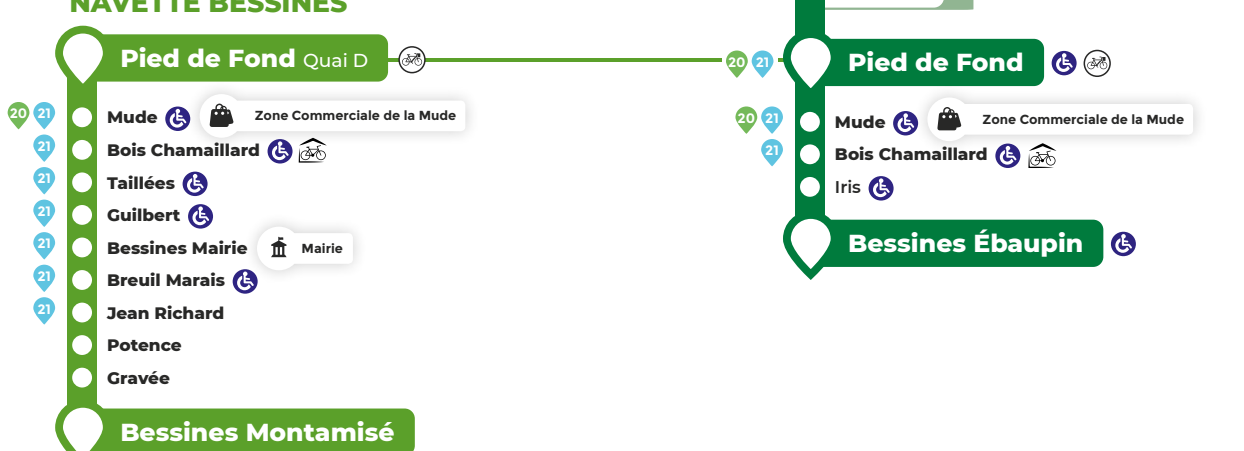 NAVETTE BESSINES
Pied de Fond Quai D
20 21 Mude Zone Commerciale de la Mude
21 Bois Chamaillard
21 Taillées
21 Guilbert
21 Bessines Mairie Mairie
21 Breuil Marais
21 Jean Richard
Potence
Gravée
Bessines Montamisé
20 21 Pied de Fond
20 21 Mude Zone Commerciale de la Mude
21 Bois Chamaillard
Iris
Bessines Ébaupin